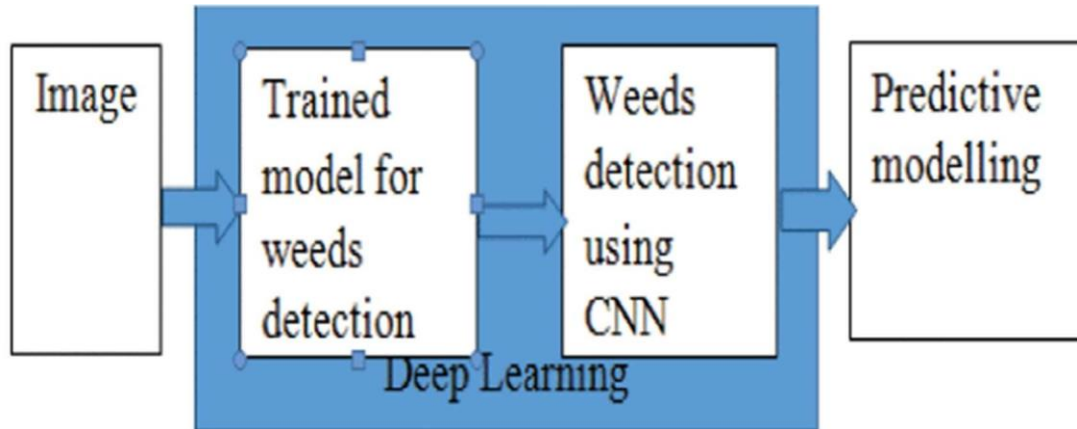 Image
Trained
model for
weeds
detection
Weeds
detection
using
CNN
Predictive
modelling
Deep Learning